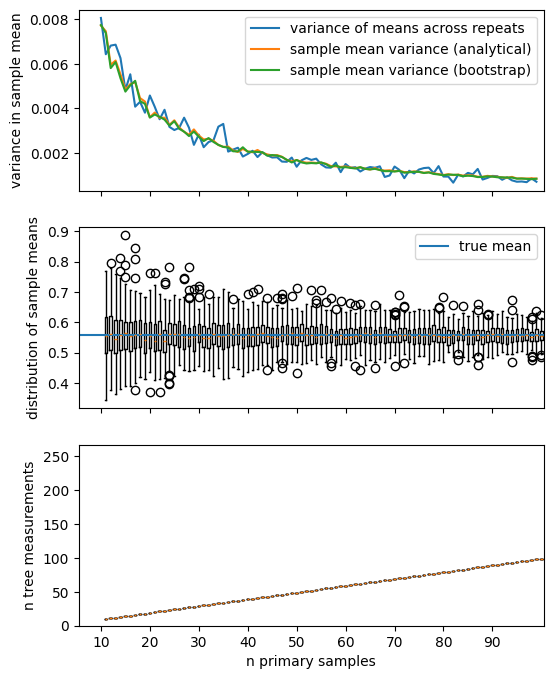 variance in sample mean
0.008
0.006
0.004
0.002
variance of means across repeats
sample mean variance (analytical)
sample mean variance (bootstrap)
distribution of sample means
0.9
0.8
0.7
0.6
0.5
0.4
true mean
n tree measurements
250
200
150
100
50
0
10 20 30 40 50 60 70 80 90
n primary samples